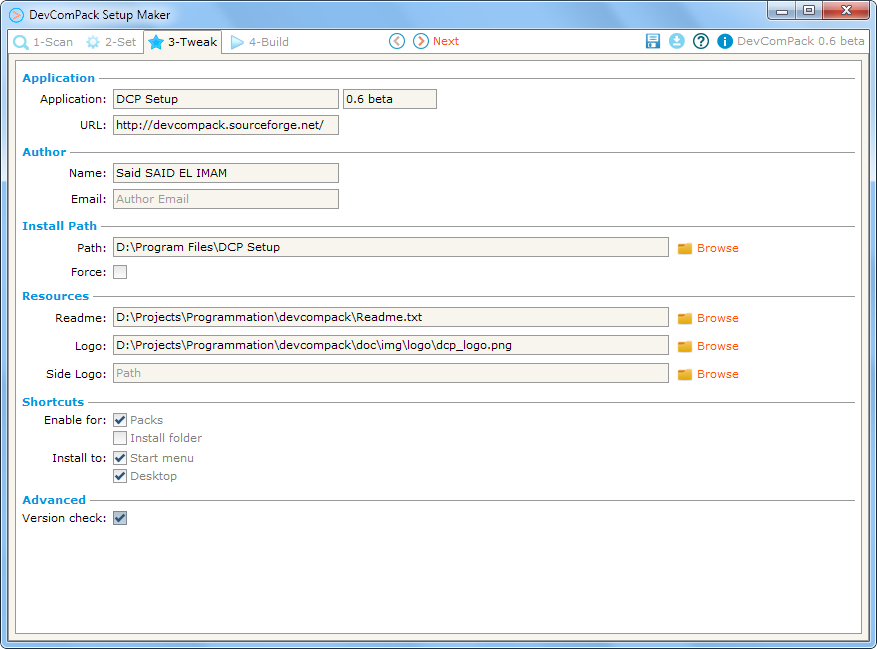 DevComPack Setup Maker
1-Scan 2-Set 3-Tweak 4-Build Next DevComPack 0.6 beta
Application
Application: DCP Setup 0.6 beta
URL: http://devcompack.sourceforge.net/
Author
Name: Said SAID EL IMAM
Email: Author Email
Install Path
Path: D:\Program Files\DCP Setup Browse
Force:
Resources
Readme: D:\Projects\Programmation\devcompack\Readme.txt Browse
Logo: D:\Projects\Programmation\devcompack\doc\img\logo\dcp_logo.png Browse
Side Logo: Path Browse
Shortcuts
Enable for: Packs
Install folder
Install to: Start menu
Desktop
Advanced
Version check: